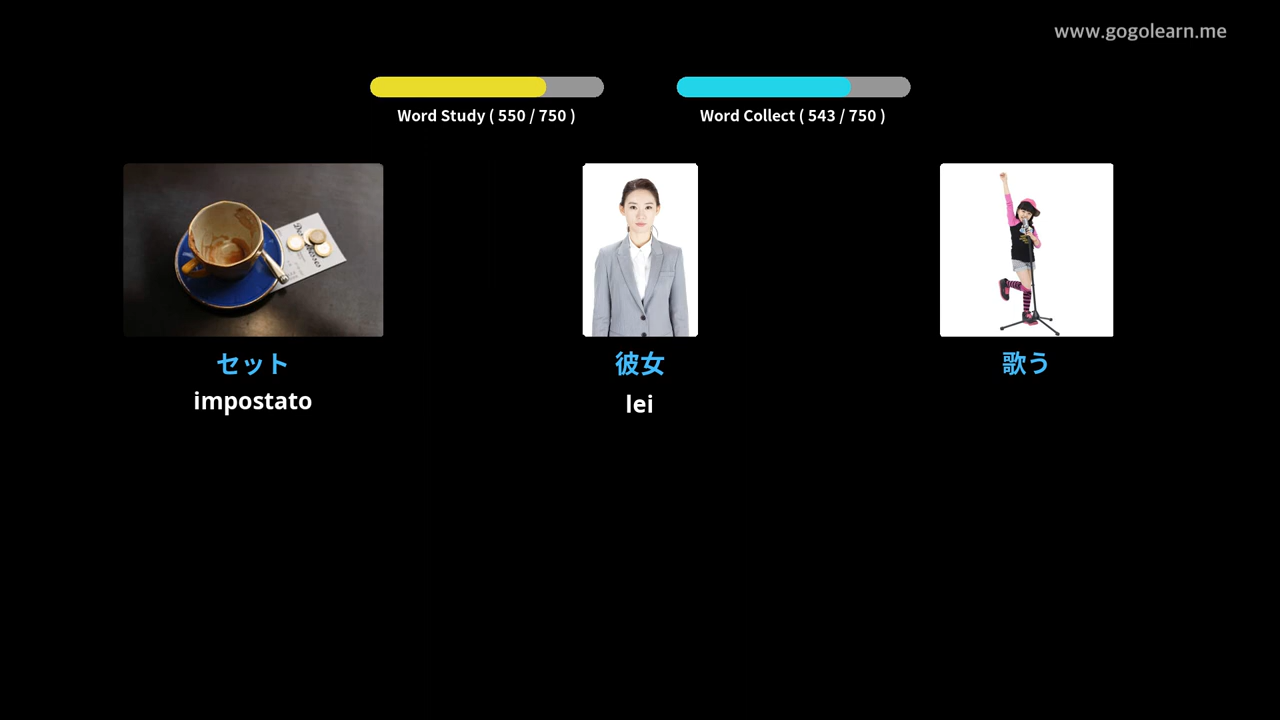 www.gogolearn.me
Word Study ( 550 / 750 )
Word Collect ( 543 / 750 )
セット
impostato
彼女
lei
歌う